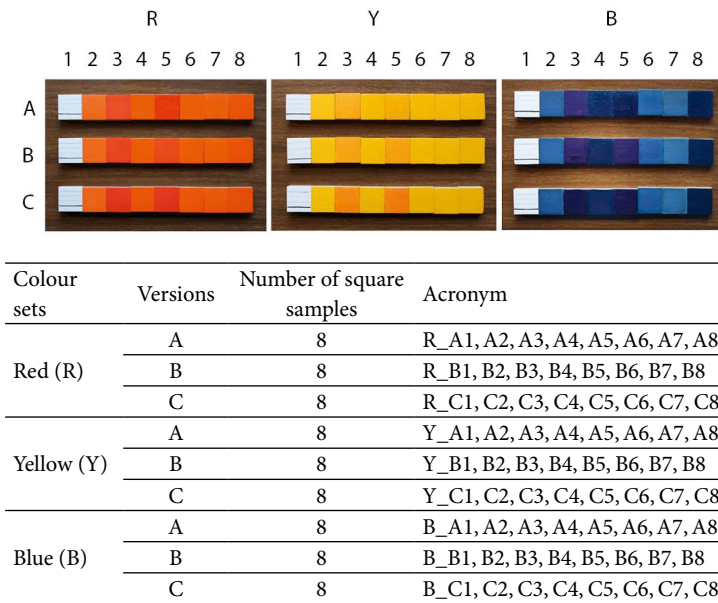 R Y B
1 2 3 4 5 6 7 8 1 2 3 4 5 6 7 8 1 2 3 4 5 6 7 8
A
B
C
Colour sets Versions Number of square samples Acronym
Red (R) A 8 R_A1, A2, A3, A4, A5, A6, A7, A8
B 8 R_B1, B2, B3, B4, B5, B6, B7, B8
C 8 R_C1, C2, C3, C4, C5, C6, C7, C8
Yellow (Y) A 8 Y_A1, A2, A3, A4, A5, A6, A7, A8
B 8 Y_B1, B2, B3, B4, B5, B6, B7, B8
C 8 Y_C1, C2, C3, C4, C5, C6, C7, C8
Blue (B) A 8 B_A1, A2, A3, A4, A5, A6, A7, A8
B 8 B_B1, B2, B3, B4, B5, B6, B7, B8
C 8 B_C1, C2, C3, C4, C5, C6, C7, C8